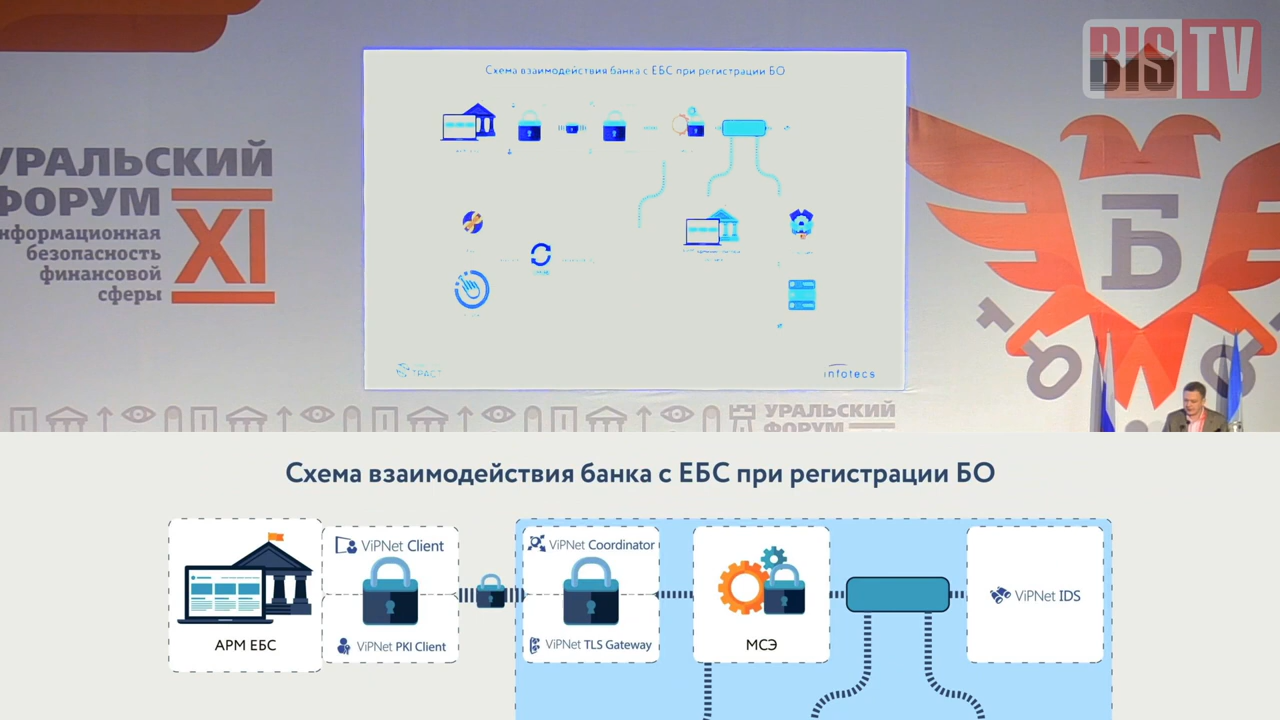 BIS TV
Схема взаимодействия банка с ЕБС при регистрации БО
УРАЛЬСКИЙ
ФОРУМ
XI
информационная
безопасность
финансовой
сферы
Б
ТРАСТ
infotecs
УРАЛЬСКИЙ
ФОРУМ
Схема взаимодействия банка с ЕБС при регистрации БО
ViPNet Client
ViPNet Coordinator
ViPNet IDS
АРМ ЕБС
ViPNet PKI Client
ViPNet TLS Gateway
МСЭ